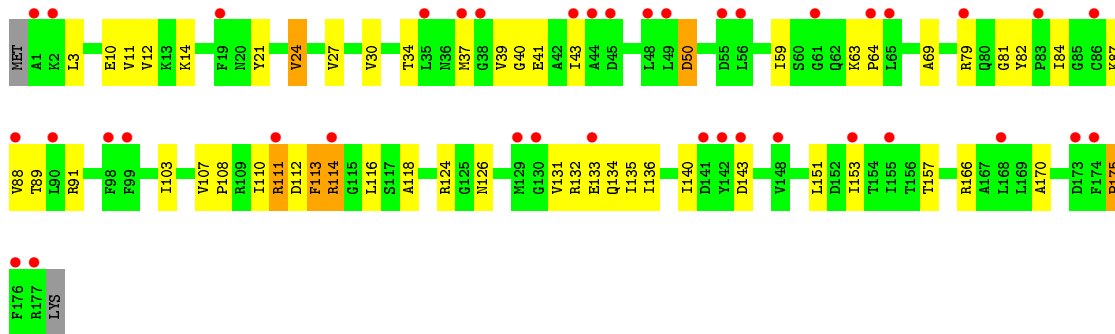 MET A1 K2 L3 E10 V11 V12 K13 K14 F19 N20 Y21 V24 V27 V30 T34 L35 N36 M37 G38 V39 G40 E41 A42 I43 A44 D45 L48 L49 D50 D55 L56 I59 S60 G61 Q62 K63 P64 L65 A69 R79 Q80 G81 Y82 P83 I84 G85 C86 K87
V88 T89 L90 R91 F98 F99 I103 V107 P108 R109 I110 R111 D112 F113 R114 G115 L116 S117 A118 R124 G125 N126 M129 G130 V131 R132 E133 Q134 I135 I136 I140 D141 Y142 D143 V148 L151 D152 I153 T154 I155 T156 T157 R166 A167 L168 L169 A170 D173 F174 P175
F176 R177 LYS